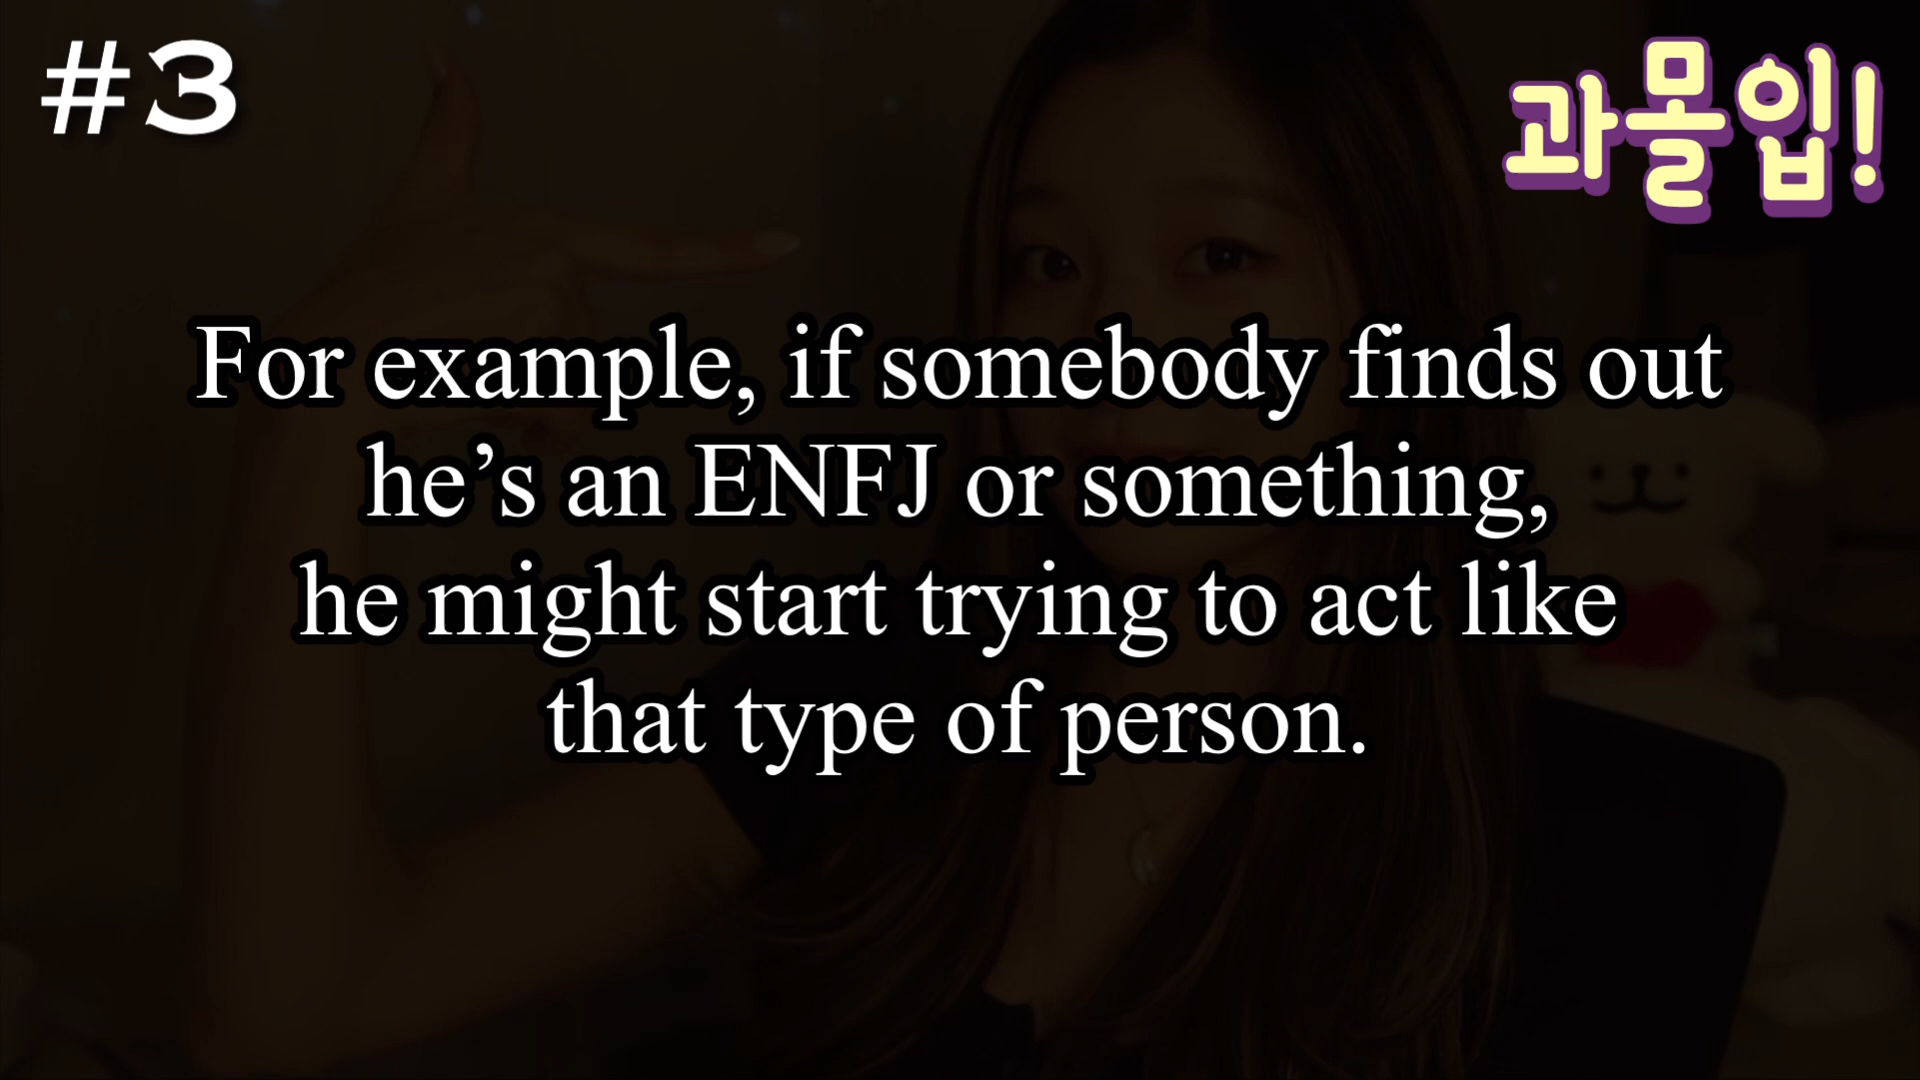 #3
과몰입!
For example, if somebody finds out
he’s an ENFJ or something,
he might start trying to act like
that type of person.